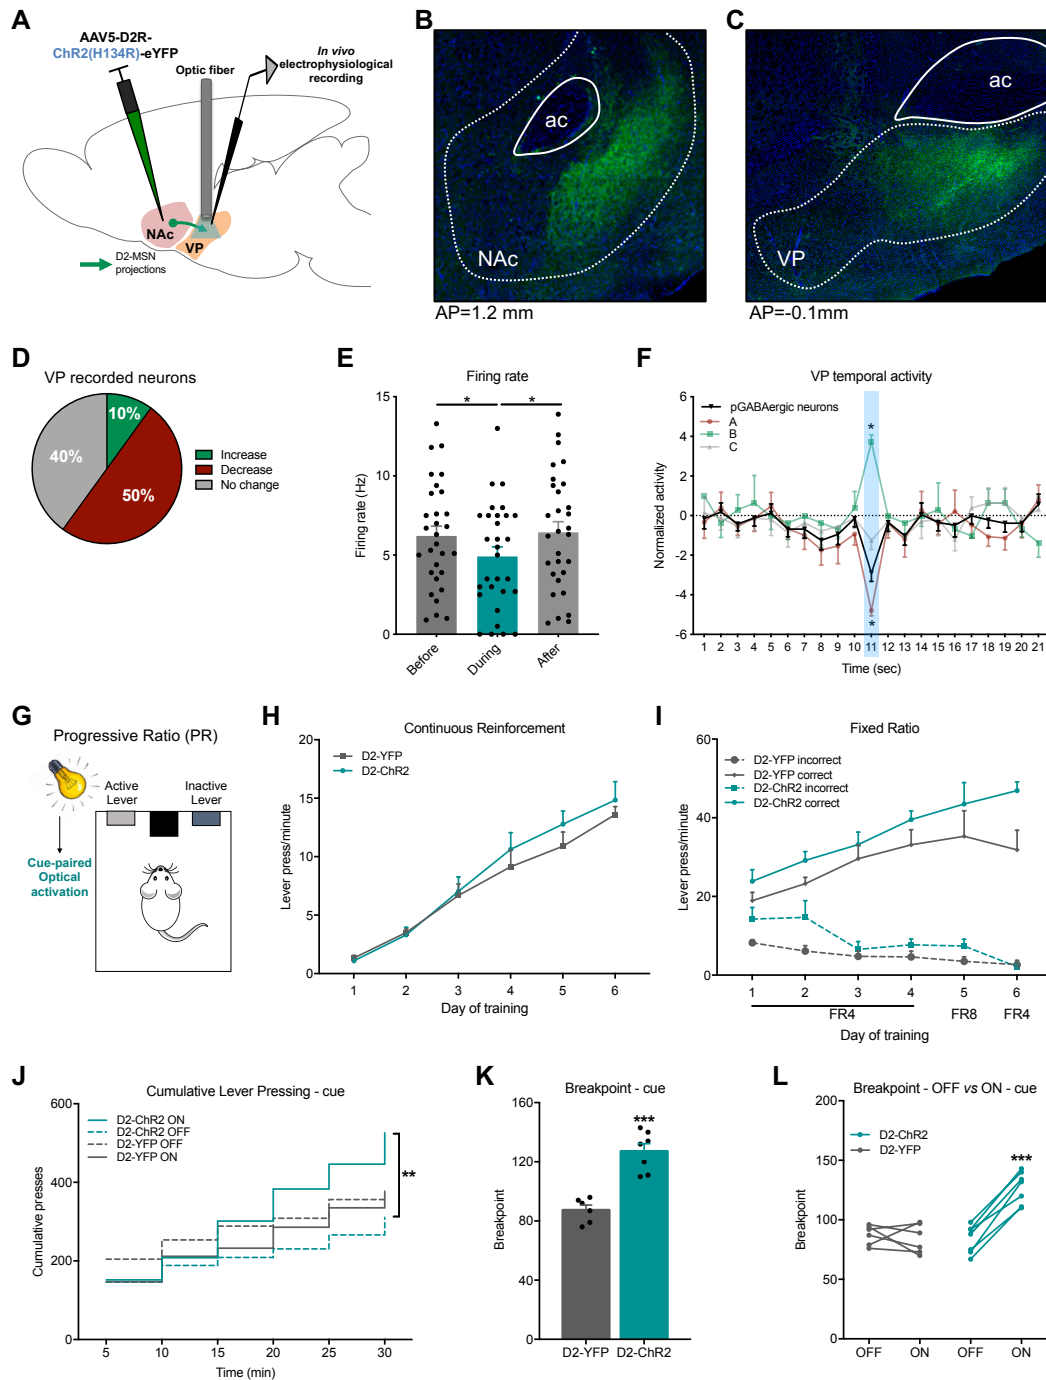 A
AAV5-D2R-
ChR2(H134R)-eYFP
Optic fiber
In vivo
electrophysiological
recording
NAc
VP
D2-MSN
projections
B
ac
NAc
AP=1.2 mm
C
ac
VP
AP=-0.1mm
D
VP recorded neurons
10%
40%
50%
Increase
Decrease
No change
E
Firing rate
*
*
Firing rate (Hz)
15
10
5
0
Before
During
After
F
VP temporal activity
pGABAergic neurons
A
B
C
*
*
Normalized activity
6
4
2
0
-2
-4
-6
1 2 3 4 5 6 7 8 9 10 11 12 13 14 15 16 17 18 19 20 21
Time (sec)
G
Progressive Ratio (PR)
Active
Lever
Inactive
Lever
Cue-paired
Optical
activation
H
Continuous Reinforcement
D2-YFP
D2-ChR2
Lever press/minute
20
15
10
5
0
1 2 3 4 5 6
Day of training
I
Fixed Ratio
D2-YFP incorrect
D2-YFP correct
D2-ChR2 incorrect
D2-ChR2 correct
Lever press/minute
60
40
20
0
1 2 3 4 5 6
FR4 FR8 FR4
Day of training
J
Cumulative Lever Pressing - cue
D2-ChR2 ON
D2-ChR2 OFF
D2-YFP OFF
D2-YFP ON
**
Cumulative presses
600
400
200
0
5 10 15 20 25 30
Time (min)
K
Breakpoint - cue
***
Breakpoint
160
120
80
40
0
D2-YFP D2-ChR2
L
Breakpoint - OFF vs ON - cue
D2-ChR2
D2-YFP
***
Breakpoint
200
150
100
50
0
OFF ON OFF ON